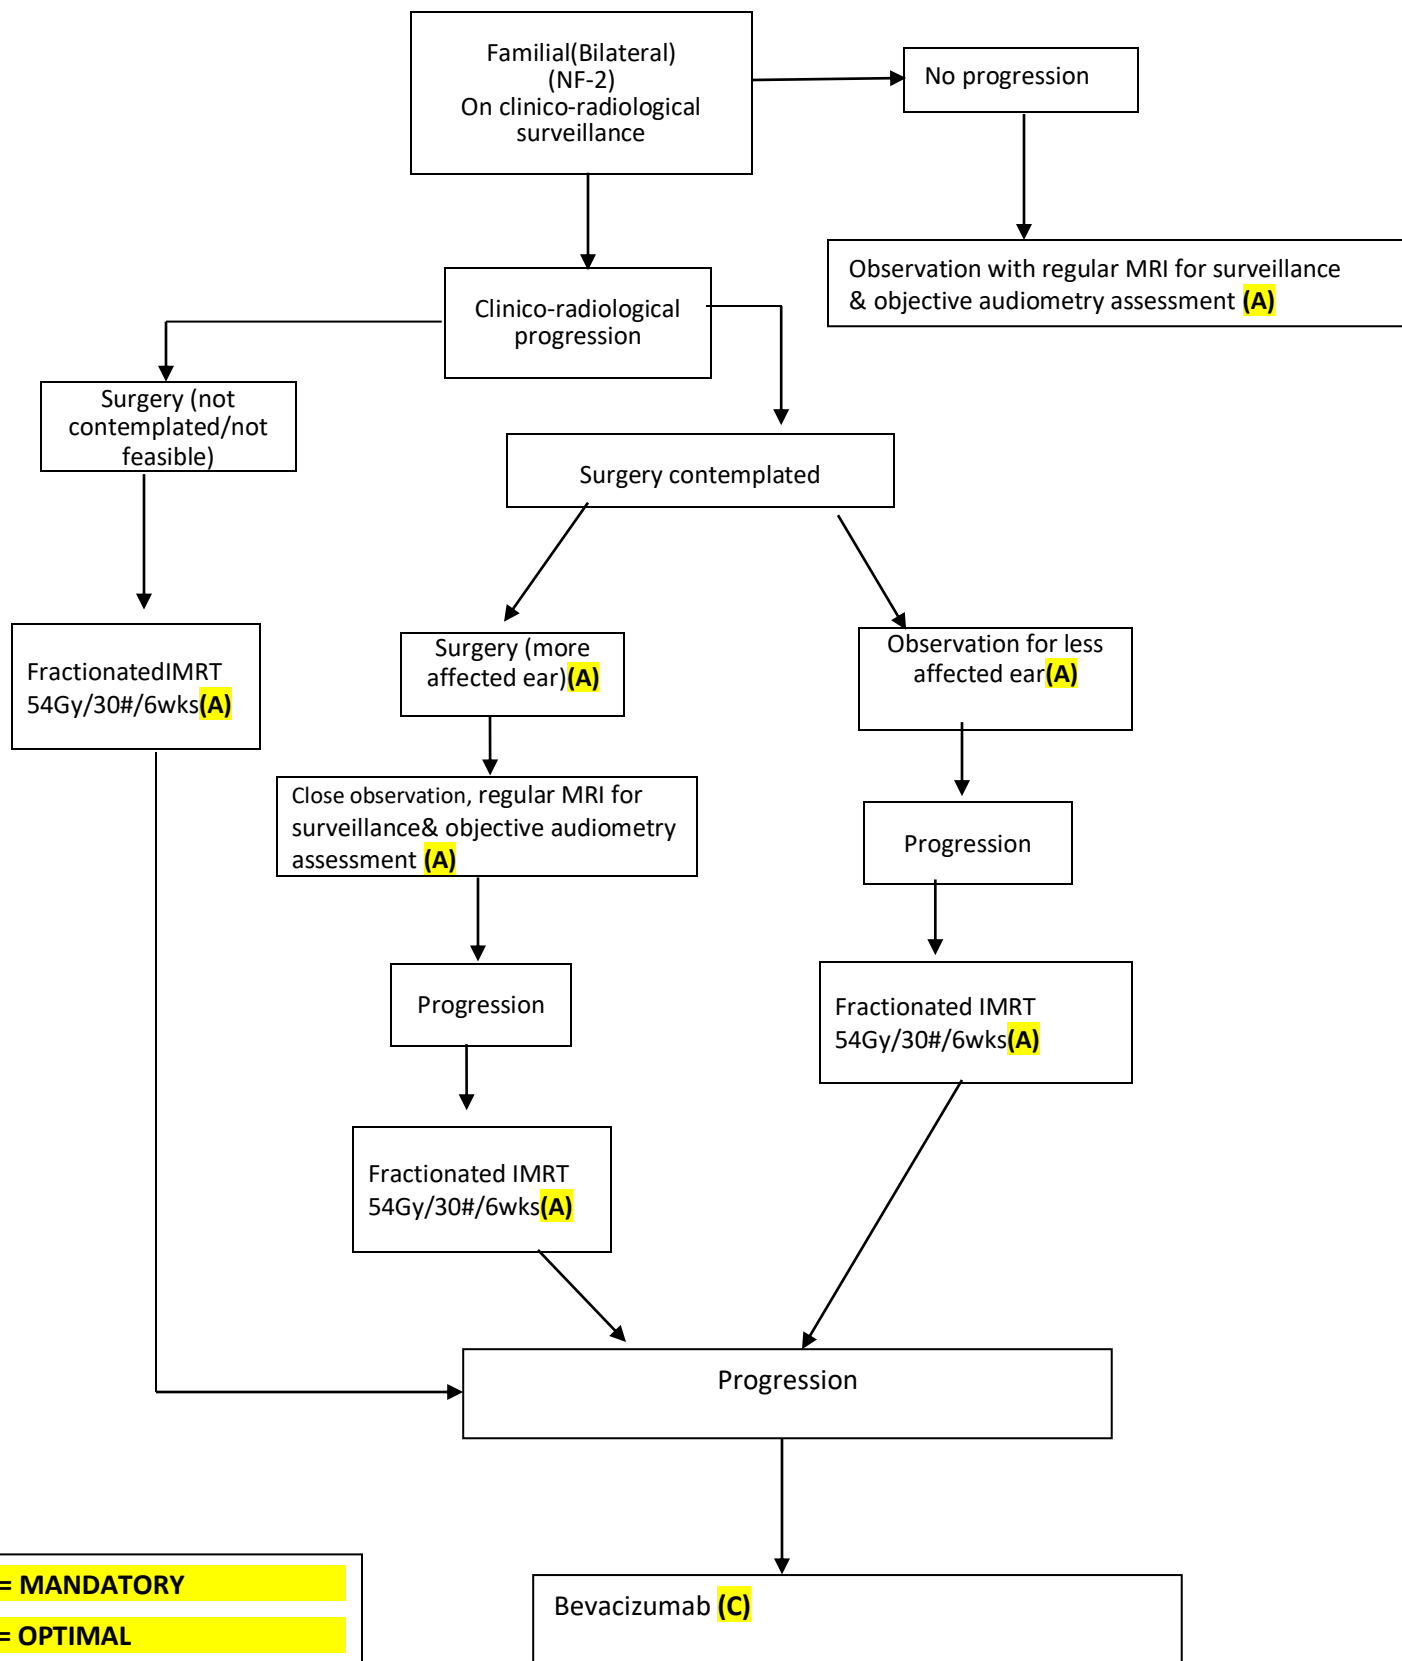 Familial(Bilateral)
(NF-2)
On clinico-radiological
surveillance
No progression
Observation with regular MRI for surveillance
& objective audiometry assessment (A)
Clinico-radiological
progression
Surgery (not
contemplated/not
feasible)
Surgery contemplated
FractionatedIMRT
54Gy/30#/6wks(A)
Surgery (more
affected ear)(A)
Observation for less
affected ear(A)
Close observation, regular MRI for
surveillance& objective audiometry
assessment (A)
Progression
Progression
Fractionated IMRT
54Gy/30#/6wks(A)
Fractionated IMRT
54Gy/30#/6wks(A)
Progression
Bevacizumab (C)
= MANDATORY
= OPTIMAL